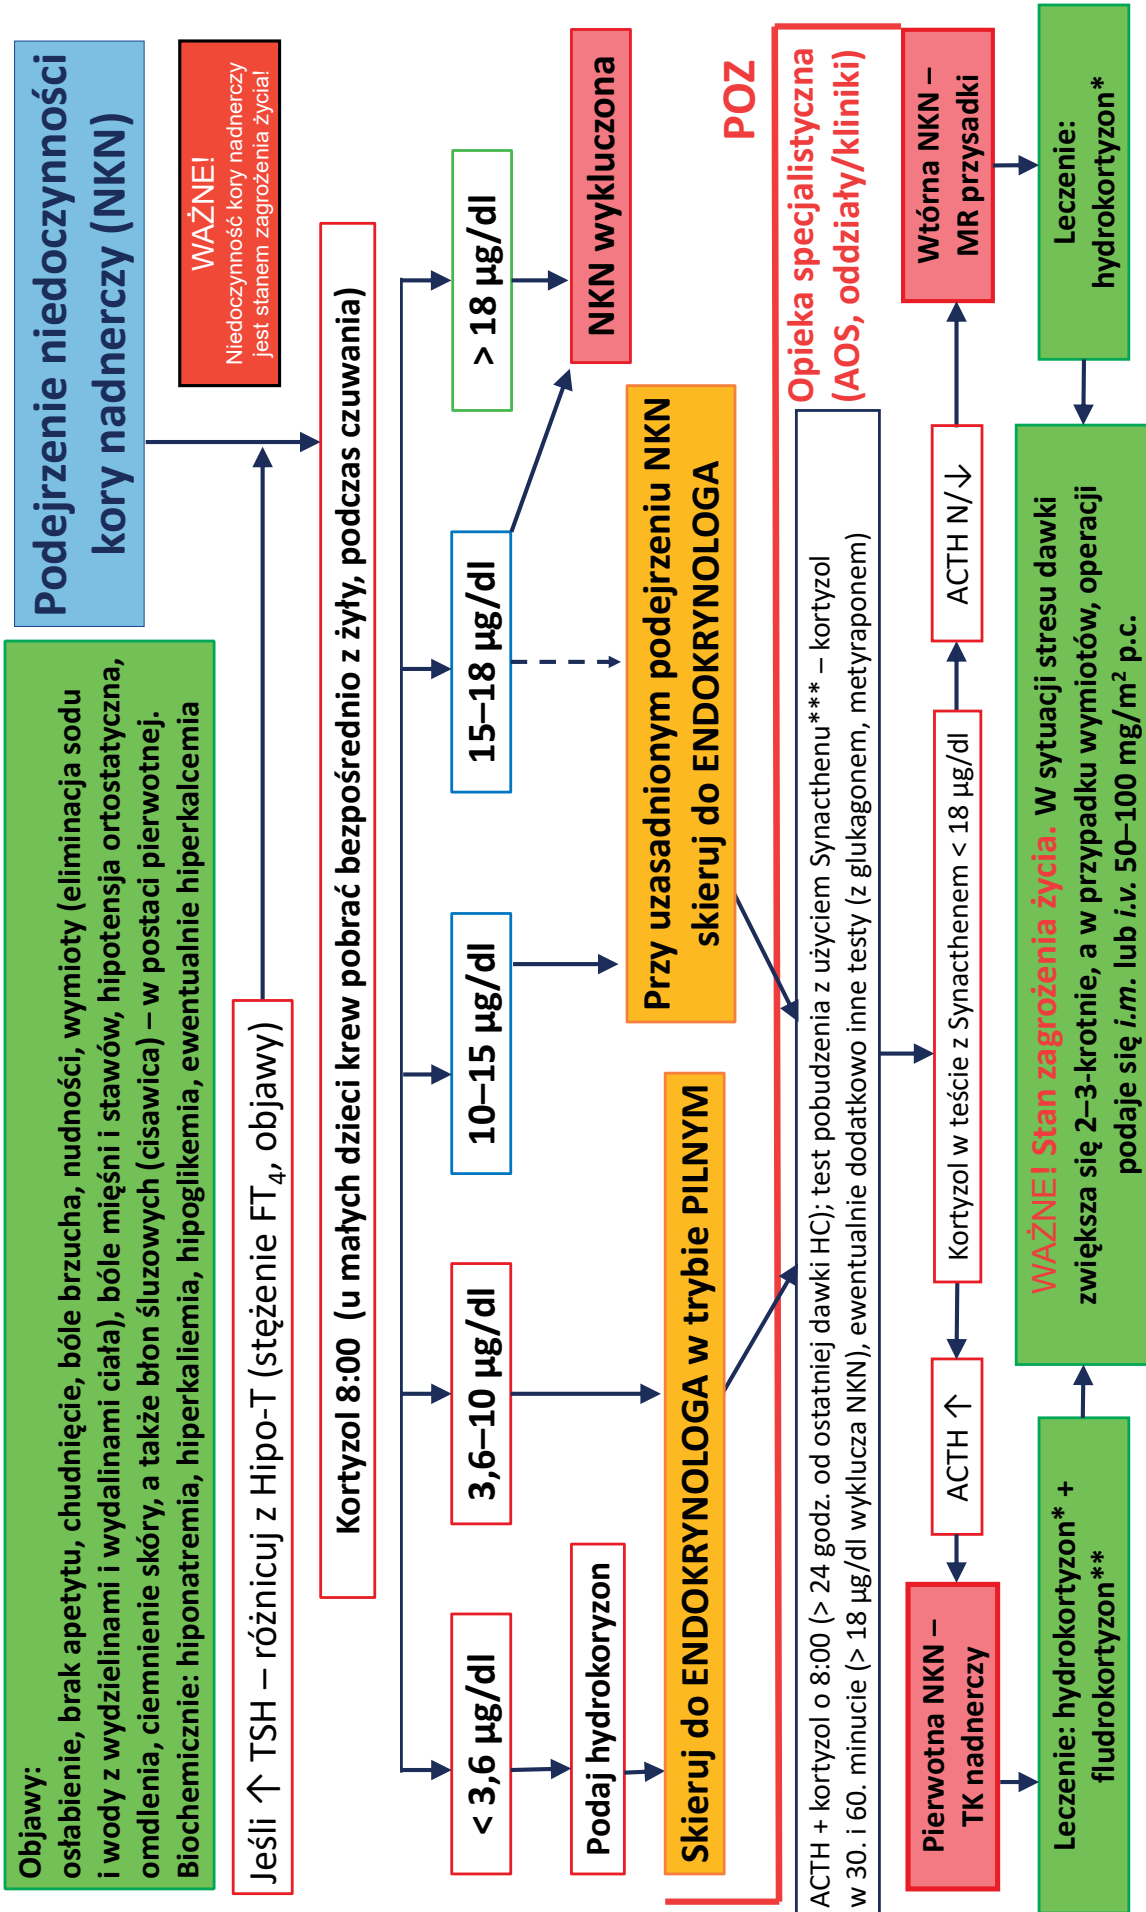 Podejrzenie niedoczynności
kory nadnerczy (NKN)
Objawy:
osłabienie, brak apetytu, chudnięcie, bóle brzucha, nudności, wymioty (eliminacja sodu
i wody z wydzielinami i wydalinami ciała), bóle mięśni i stawów, hipotensja ortostatyczna,
omdlenia, ciemnienie skóry, a także błon śluzowych (cisawica) – w postaci pierwotnej.
Biochemicznie: hiponatremia, hiperkaliemia, hipoglikemia, ewentualnie hiperkalcemia
WAŻNE!
Niedoczynność kory nadnerczy
jest stanem zagrożenia życia!
Jeśli ↑ TSH – różnicuj z Hipo-T (stężenie FT4, objawy)
Kortyzol 8:00 (u małych dzieci krew pobrać bezpośrednio z żyły, podczas czuwania)
< 3,6 µg/dl
3,6–10 µg/dl
10–15 µg/dl
15–18 µg/dl
> 18 µg/dl
Podaj hydrokoryzon
NKN wykluczona
Skieruj do ENDOKRYNOLOGA w trybie PILNYM
Przy uzasadnionym podejrzeniu NKN
skieruj do ENDOKRYNOLOGA
POZ
Opieka specjalistyczna
(AOS, oddziały/kliniki)
ACTH + kortyzol o 8:00 (> 24 godz. od ostatniej dawki HC); test pobudzenia z użyciem Synacthenu*** – kortyzol
w 30. i 60. minucie (> 18 µg/dl wyklucza NKN), ewentualnie dodatkowo inne testy (z glukagonem, metyraponem)
Pierwotna NKN –
TK nadnerczy
ACTH ↑
Kortyzol w teście z Synacthenem < 18 µg/dl
ACTH N/↓
Wtórna NKN –
MR przysadki
Leczenie: hydrokortyzon* +
fludrokortyzon**
WAŻNE! Stan zagrożenia życia. W sytuacji stresu dawki
zwiększa się 2–3-krotnie, a w przypadku wymiotów, operacji
podaje się i.m. lub i.v. 50–100 mg/m² p.c.
Leczenie:
hydrokortyzon*